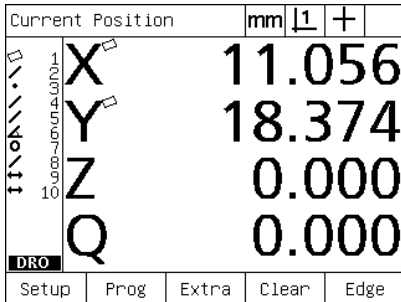 Current Position mm 1
1 X 11.056
2
3
4 Y 18.374
5
6
7
8 Z 0.000
9
10
Q 0.000
DRO
Setup Prog Extra Clear Edge